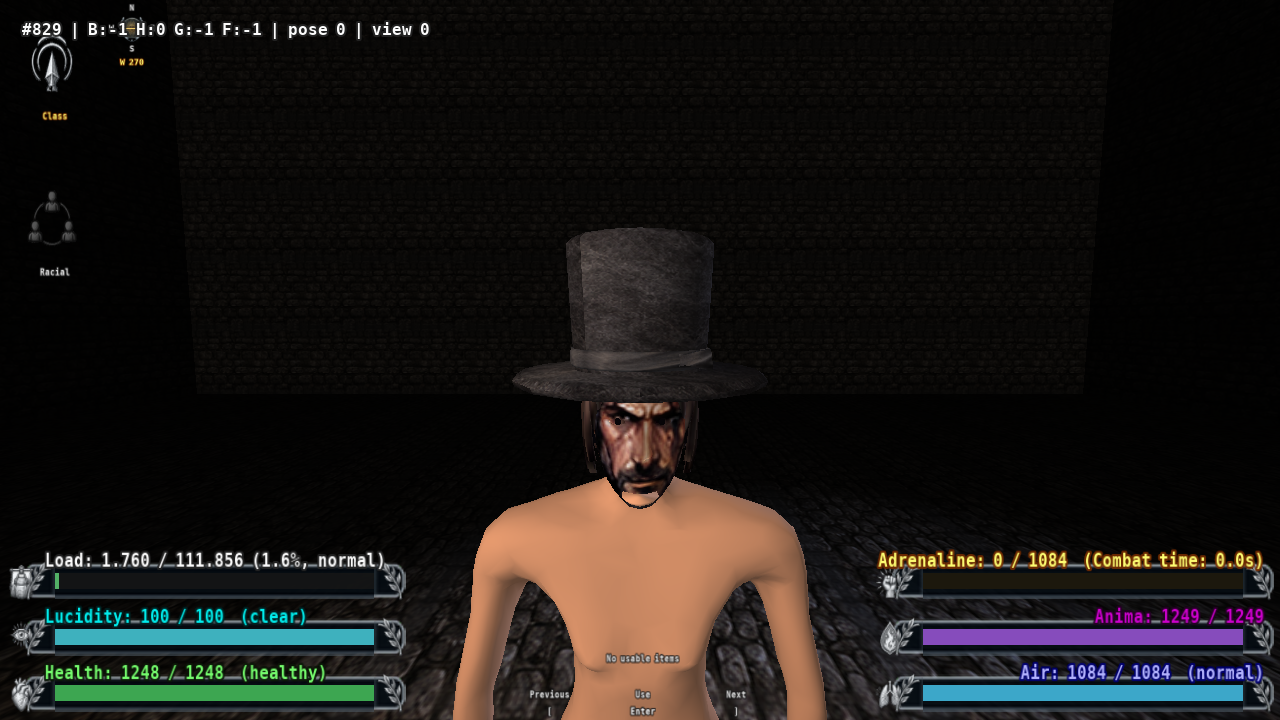 #829 | B:-1 H:0 G:-1 F:-1 | pose 0 | view 0
N
S
W 270
Class
Racial
Load: 1.760 / 111.856 (1.6%, normal)
Lucidity: 100 / 100 (clear)
Health: 1248 / 1248 (healthy)
Adrenaline: 0 / 1084 (Combat time: 0.0s)
Anima: 1249 / 1249
Air: 1084 / 1084 (normal)
No usable items
Previous Use Next
[ Enter ]